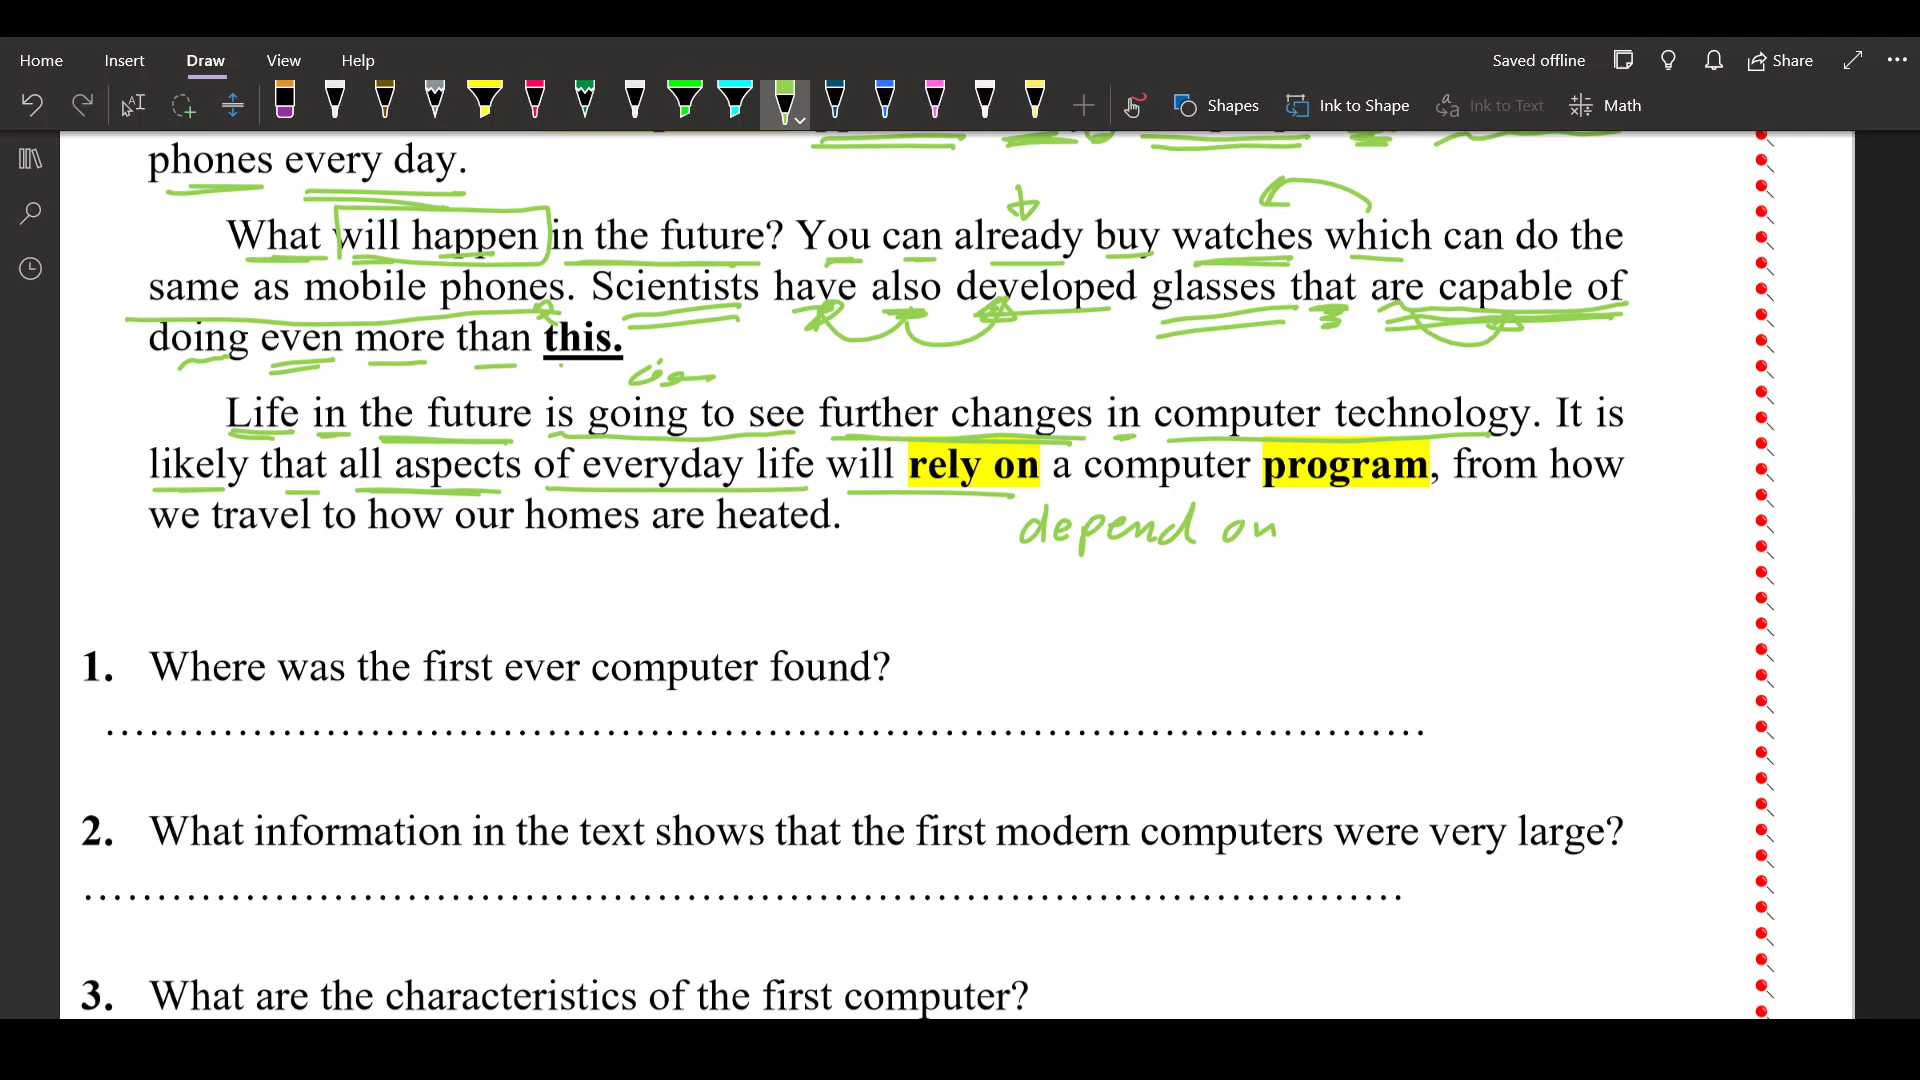 Home Insert Draw View Help Saved offline Share
Shapes Ink to Shape Ink to Text Math
phones every day.
What will happen in the future? You can already buy watches which can do the
same as mobile phones. Scientists have also developed glasses that are capable of
doing even more than this.
Life in the future is going to see further changes in computer technology. It is
likely that all aspects of everyday life will rely on a computer program, from how
we travel to how our homes are heated.
depend on
1. Where was the first ever computer found?
2. What information in the text shows that the first modern computers were very large?
3. What are the characteristics of the first computer?